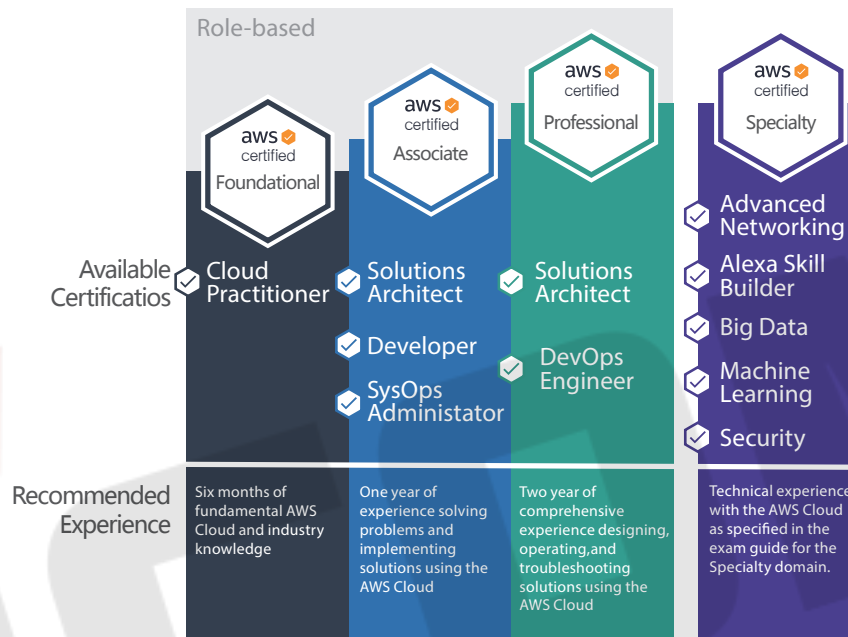 Role-based
aws
certified
Foundational
aws
certified
Associate
aws
certified
Professional
aws
certified
Specialty
Available
Certificatios
Cloud
Practitioner
Solutions
Architect
Developer
SysOps
Administator
Solutions
Architect
DevOps
Engineer
Advanced
Networking
Alexa Skill
Builder
Big Data
Machine
Learning
Security
Recommended
Experience
Six months of
fundamental AWS
Cloud and industry
knowledge
One year of
experience solving
problems and
implementing
solutions using the
AWS Cloud
Two year of
comprehensive
experience designing,
operating,and
troubleshooting
solutions using the
AWS Cloud
Technical experience
with the AWS Cloud
as specified in the
exam guide for the
Specialty domain.